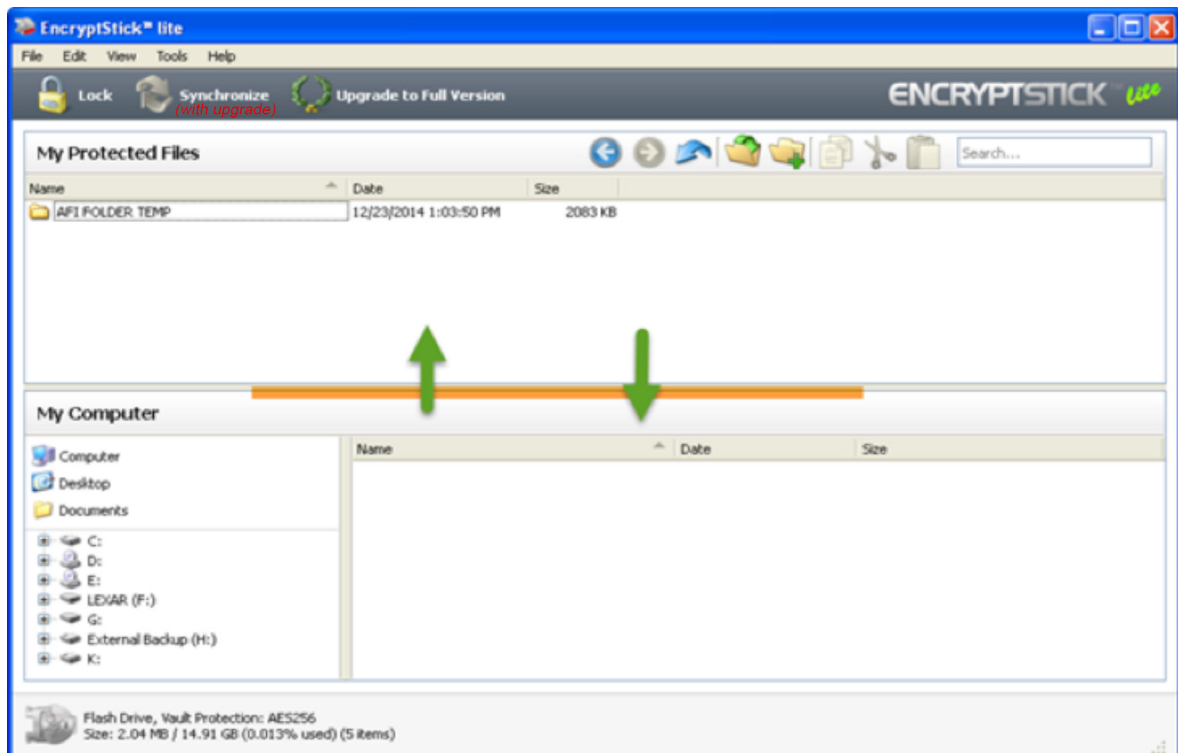 EncryptStick™ lite
File Edit View Tools Help
Lock Synchronize Upgrade to Full Version ENCRYPTSTICK™ lite
(with upgrade)
My Protected Files Search...
Name Date Size
AFI FOLDER TEMP 12/23/2014 1:03:50 PM 2083 KB
My Computer
Name Date Size
Computer
Desktop
Documents
C:
D:
E:
LEXAR (F:)
G:
External Backup (H:)
K:
Flash Drive, Vault Protection: AES256
Size: 2.04 MB / 14.91 GB (0.013% used) (5 items)